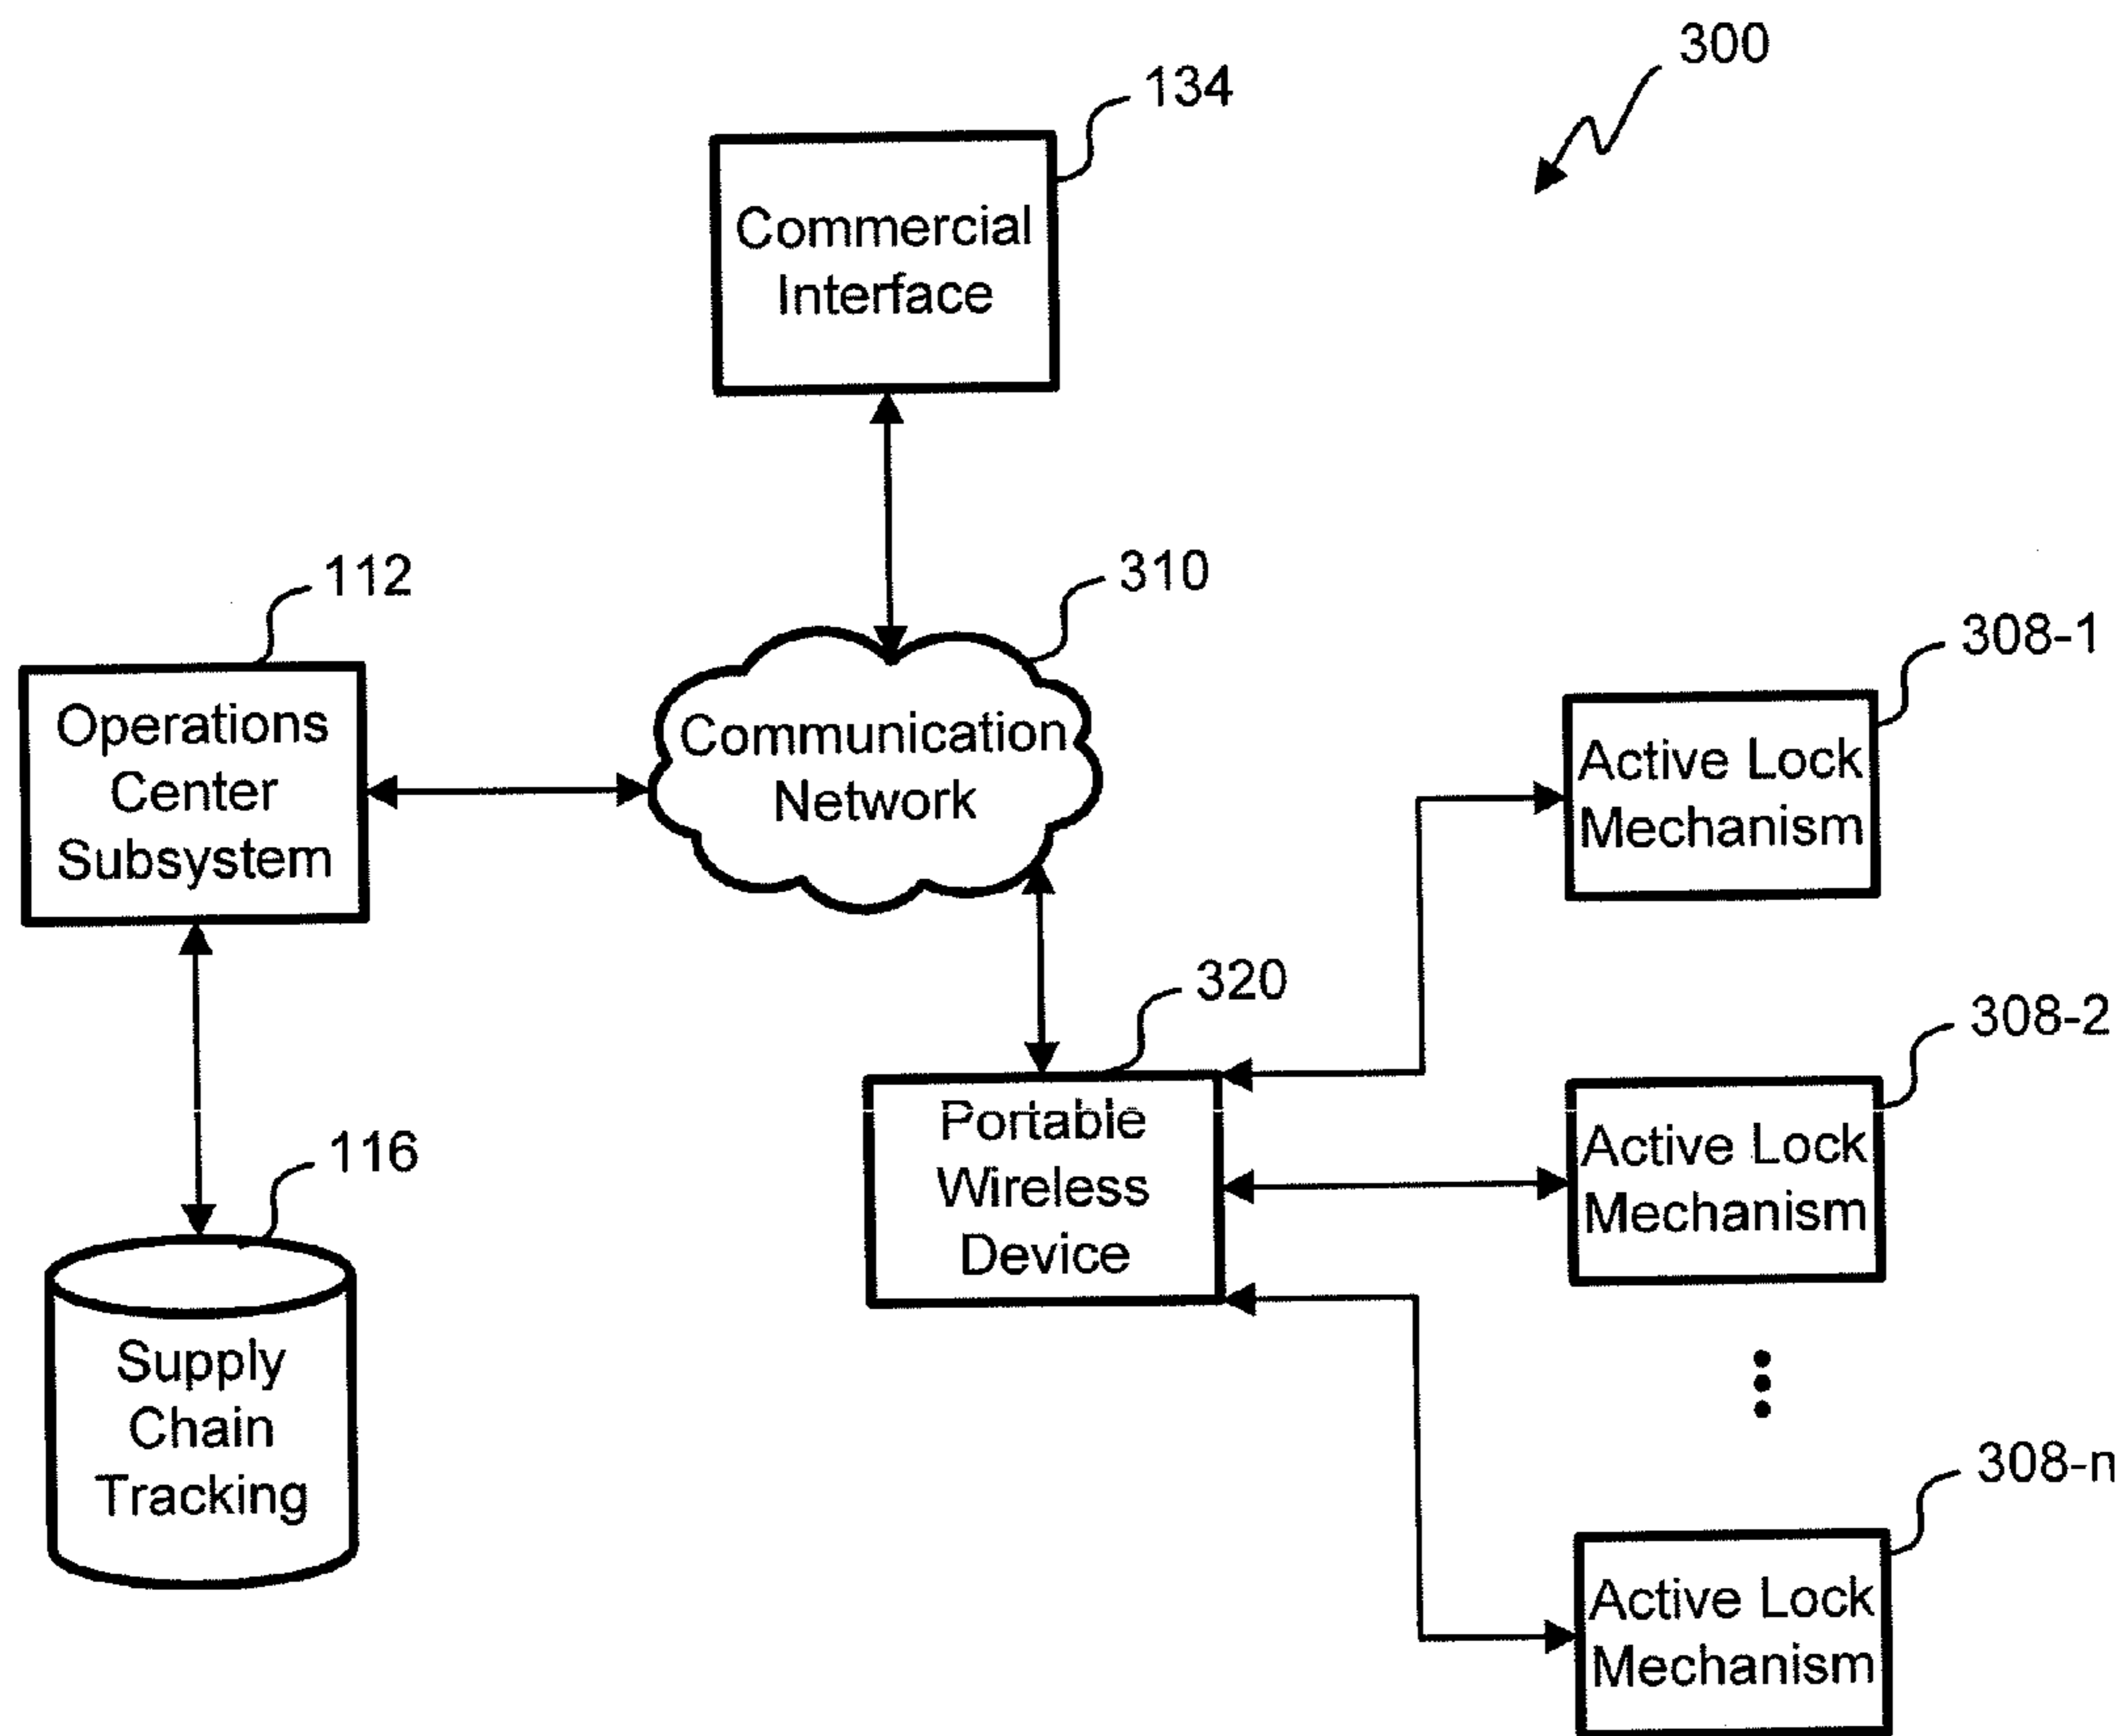 300
134
Commercial
Interface
112
310
308-1
Operations
Center
Subsystem
Communication
Network
Active Lock
Mechanism
320
308-2
Portable
Wireless
Device
Active Lock
Mechanism
116
Supply
Chain
Tracking
308-n
Active Lock
Mechanism